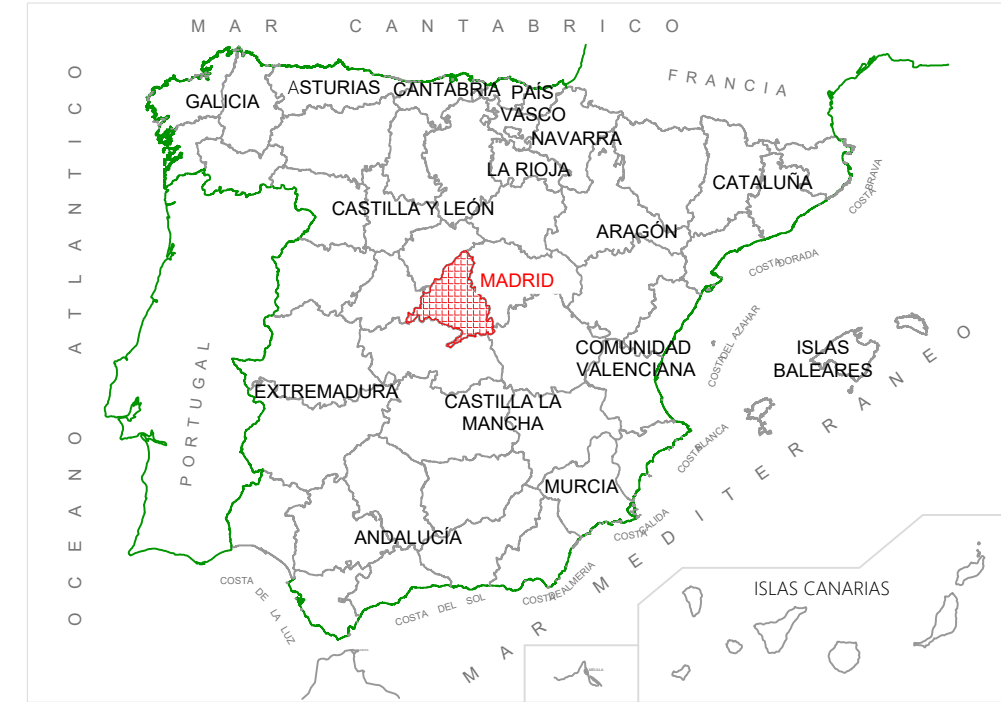 MAR CANTABRICO
FRANCIA
OCEANO ATLANTICO
ASTURIAS
CANTABRIA
PAÍS
VASCO
GALICIA
NAVARRA
LA RIOJA
CATALUÑA
COSTA BRAVA
CASTILLA Y LEÓN
ARAGÓN
COSTA DORADA
MADRID
COSTA DEL AZAHAR
COMUNIDAD
VALENCIANA
ISLAS
BALEARES
PORTUGAL
EXTREMADURA
CASTILLA LA
MANCHA
COSTA BLANCA
MURCIA
COSTA CALIDA
ANDALUCÍA
MAR MEDITERRANEO
COSTA
DE LA LUZ
COSTA DEL SOL
COSTA DE ALMERIA
ISLAS CANARIAS